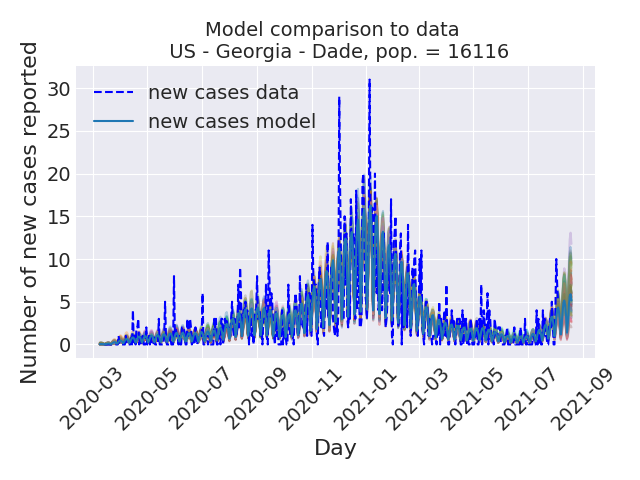 Model comparison to data
US - Georgia - Dade, pop. = 16116
Number of new cases reported
30
25
20
15
10
5
0
new cases data
new cases model
2020-03
2020-05
2020-07
2020-09
2020-11
2021-01
2021-03
2021-05
2021-07
2021-09
Day